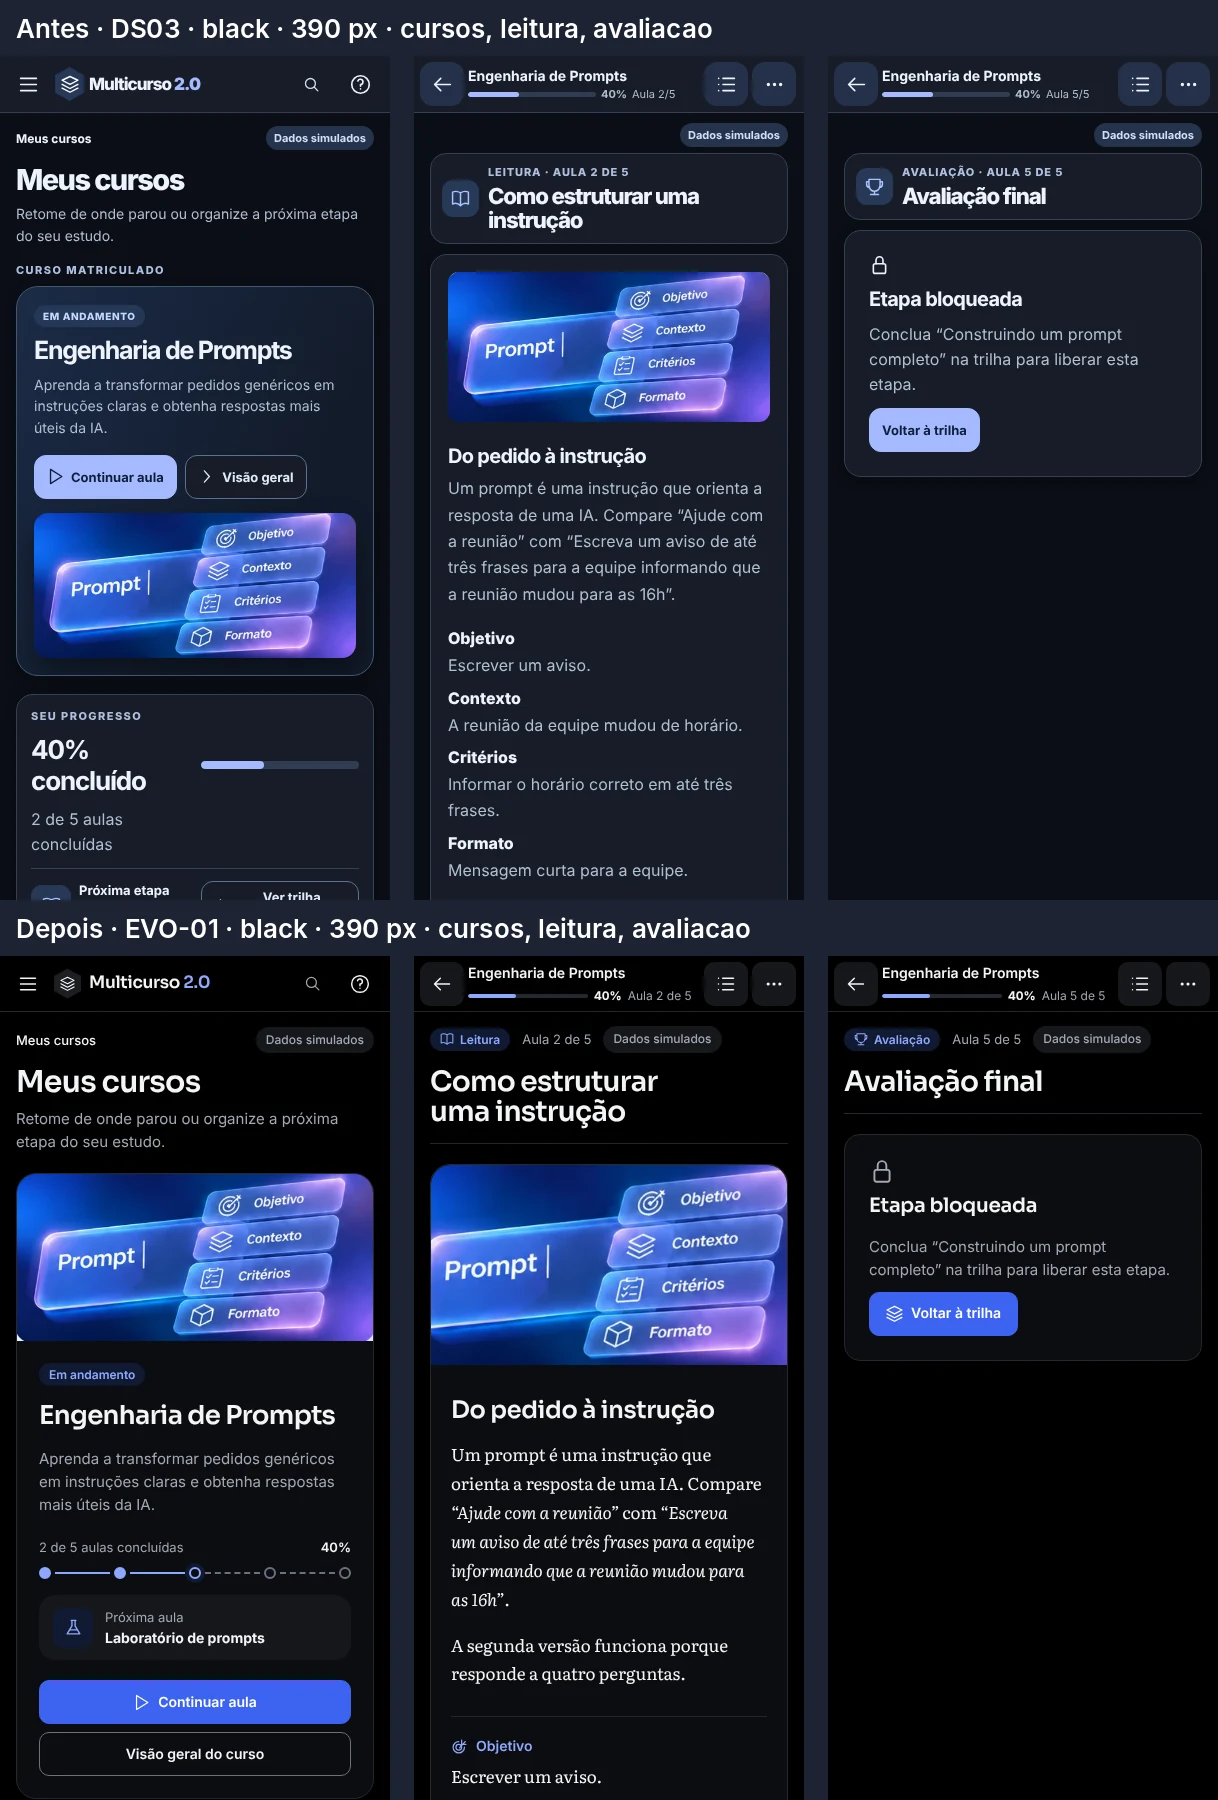 Antes · DS03 · black · 390 px · cursos, leitura, avaliacao
Multicurso 2.0
Meus cursos
Dados simulados
Meus cursos
Retome de onde parou ou organize a próxima etapa
do seu estudo.
CURSO MATRICULADO
EM ANDAMENTO
Engenharia de Prompts
Aprenda a transformar pedidos genéricos em
instruções claras e obtenha respostas mais
úteis da IA.
Continuar aula
Visão geral
Prompt
Objetivo
Contexto
Critérios
Formato
SEU PROGRESSO
40%
concluído
2 de 5 aulas
concluídas
Próxima etapa
Ver trilha
Engenharia de Prompts
40% Aula 2/5
Dados simulados
LEITURA · AULA 2 DE 5
Como estruturar uma
instrução
Prompt
Objetivo
Contexto
Critérios
Formato
Do pedido à instrução
Um prompt é uma instrução que orienta a
resposta de uma IA. Compare “Ajude com
a reunião” com “Escreva um aviso de até
três frases para a equipe informando que
a reunião mudou para as 16h”.
Objetivo
Escrever um aviso.
Contexto
A reunião da equipe mudou de horário.
Critérios
Informar o horário correto em até três
frases.
Formato
Mensagem curta para a equipe.
Engenharia de Prompts
40% Aula 5/5
Dados simulados
AVALIAÇÃO · AULA 5 DE 5
Avaliação final
Etapa bloqueada
Conclua “Construindo um prompt
completo” na trilha para liberar esta
etapa.
Voltar à trilha
Depois · EVO-01 · black · 390 px · cursos, leitura, avaliacao
Multicurso 2.0
Meus cursos
Dados simulados
Meus cursos
Retome de onde parou ou organize a próxima
etapa do seu estudo.
Prompt
Objetivo
Contexto
Critérios
Formato
Em andamento
Engenharia de Prompts
Aprenda a transformar pedidos genéricos
em instruções claras e obtenha respostas
mais úteis da IA.
2 de 5 aulas concluídas
40%
Próxima aula
Laboratório de prompts
Continuar aula
Visão geral do curso
Engenharia de Prompts
40% Aula 2 de 5
Leitura
Aula 2 de 5
Dados simulados
Como estruturar
uma instrução
Prompt
Objetivo
Contexto
Critérios
Formato
Do pedido à instrução
Um prompt é uma instrução que
orienta a resposta de uma IA. Compare
“Ajude com a reunião” com “Escreva
um aviso de até três frases para a equipe
informando que a reunião mudou para
as 16h”.
A segunda versão funciona porque
responde a quatro perguntas.
Objetivo
Escrever um aviso.
Engenharia de Prompts
40% Aula 5 de 5
Avaliação
Aula 5 de 5
Dados simulados
Avaliação final
Etapa bloqueada
Conclua “Construindo um prompt
completo” na trilha para liberar esta etapa.
Voltar à trilha